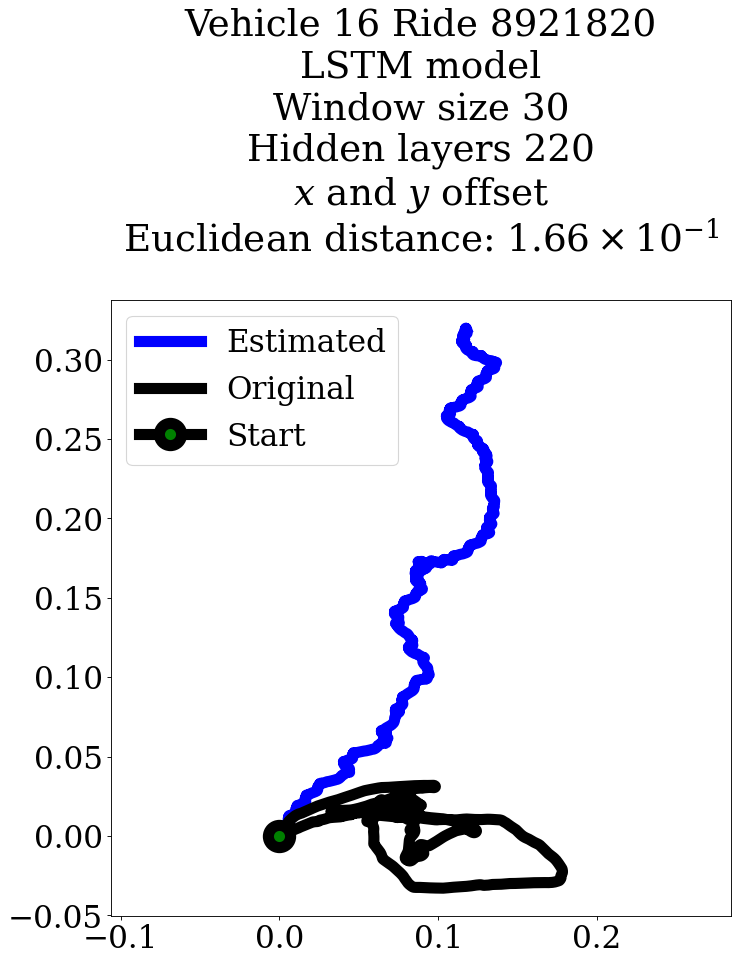 Vehicle 16 Ride 8921820
LSTM model
Window size 30
Hidden layers 220
x and y offset
Euclidean distance: 1.66 × 10⁻¹
Estimated
Original
Start
0.30
0.25
0.20
0.15
0.10
0.05
0.00
−0.05
−0.1 0.0 0.1 0.2